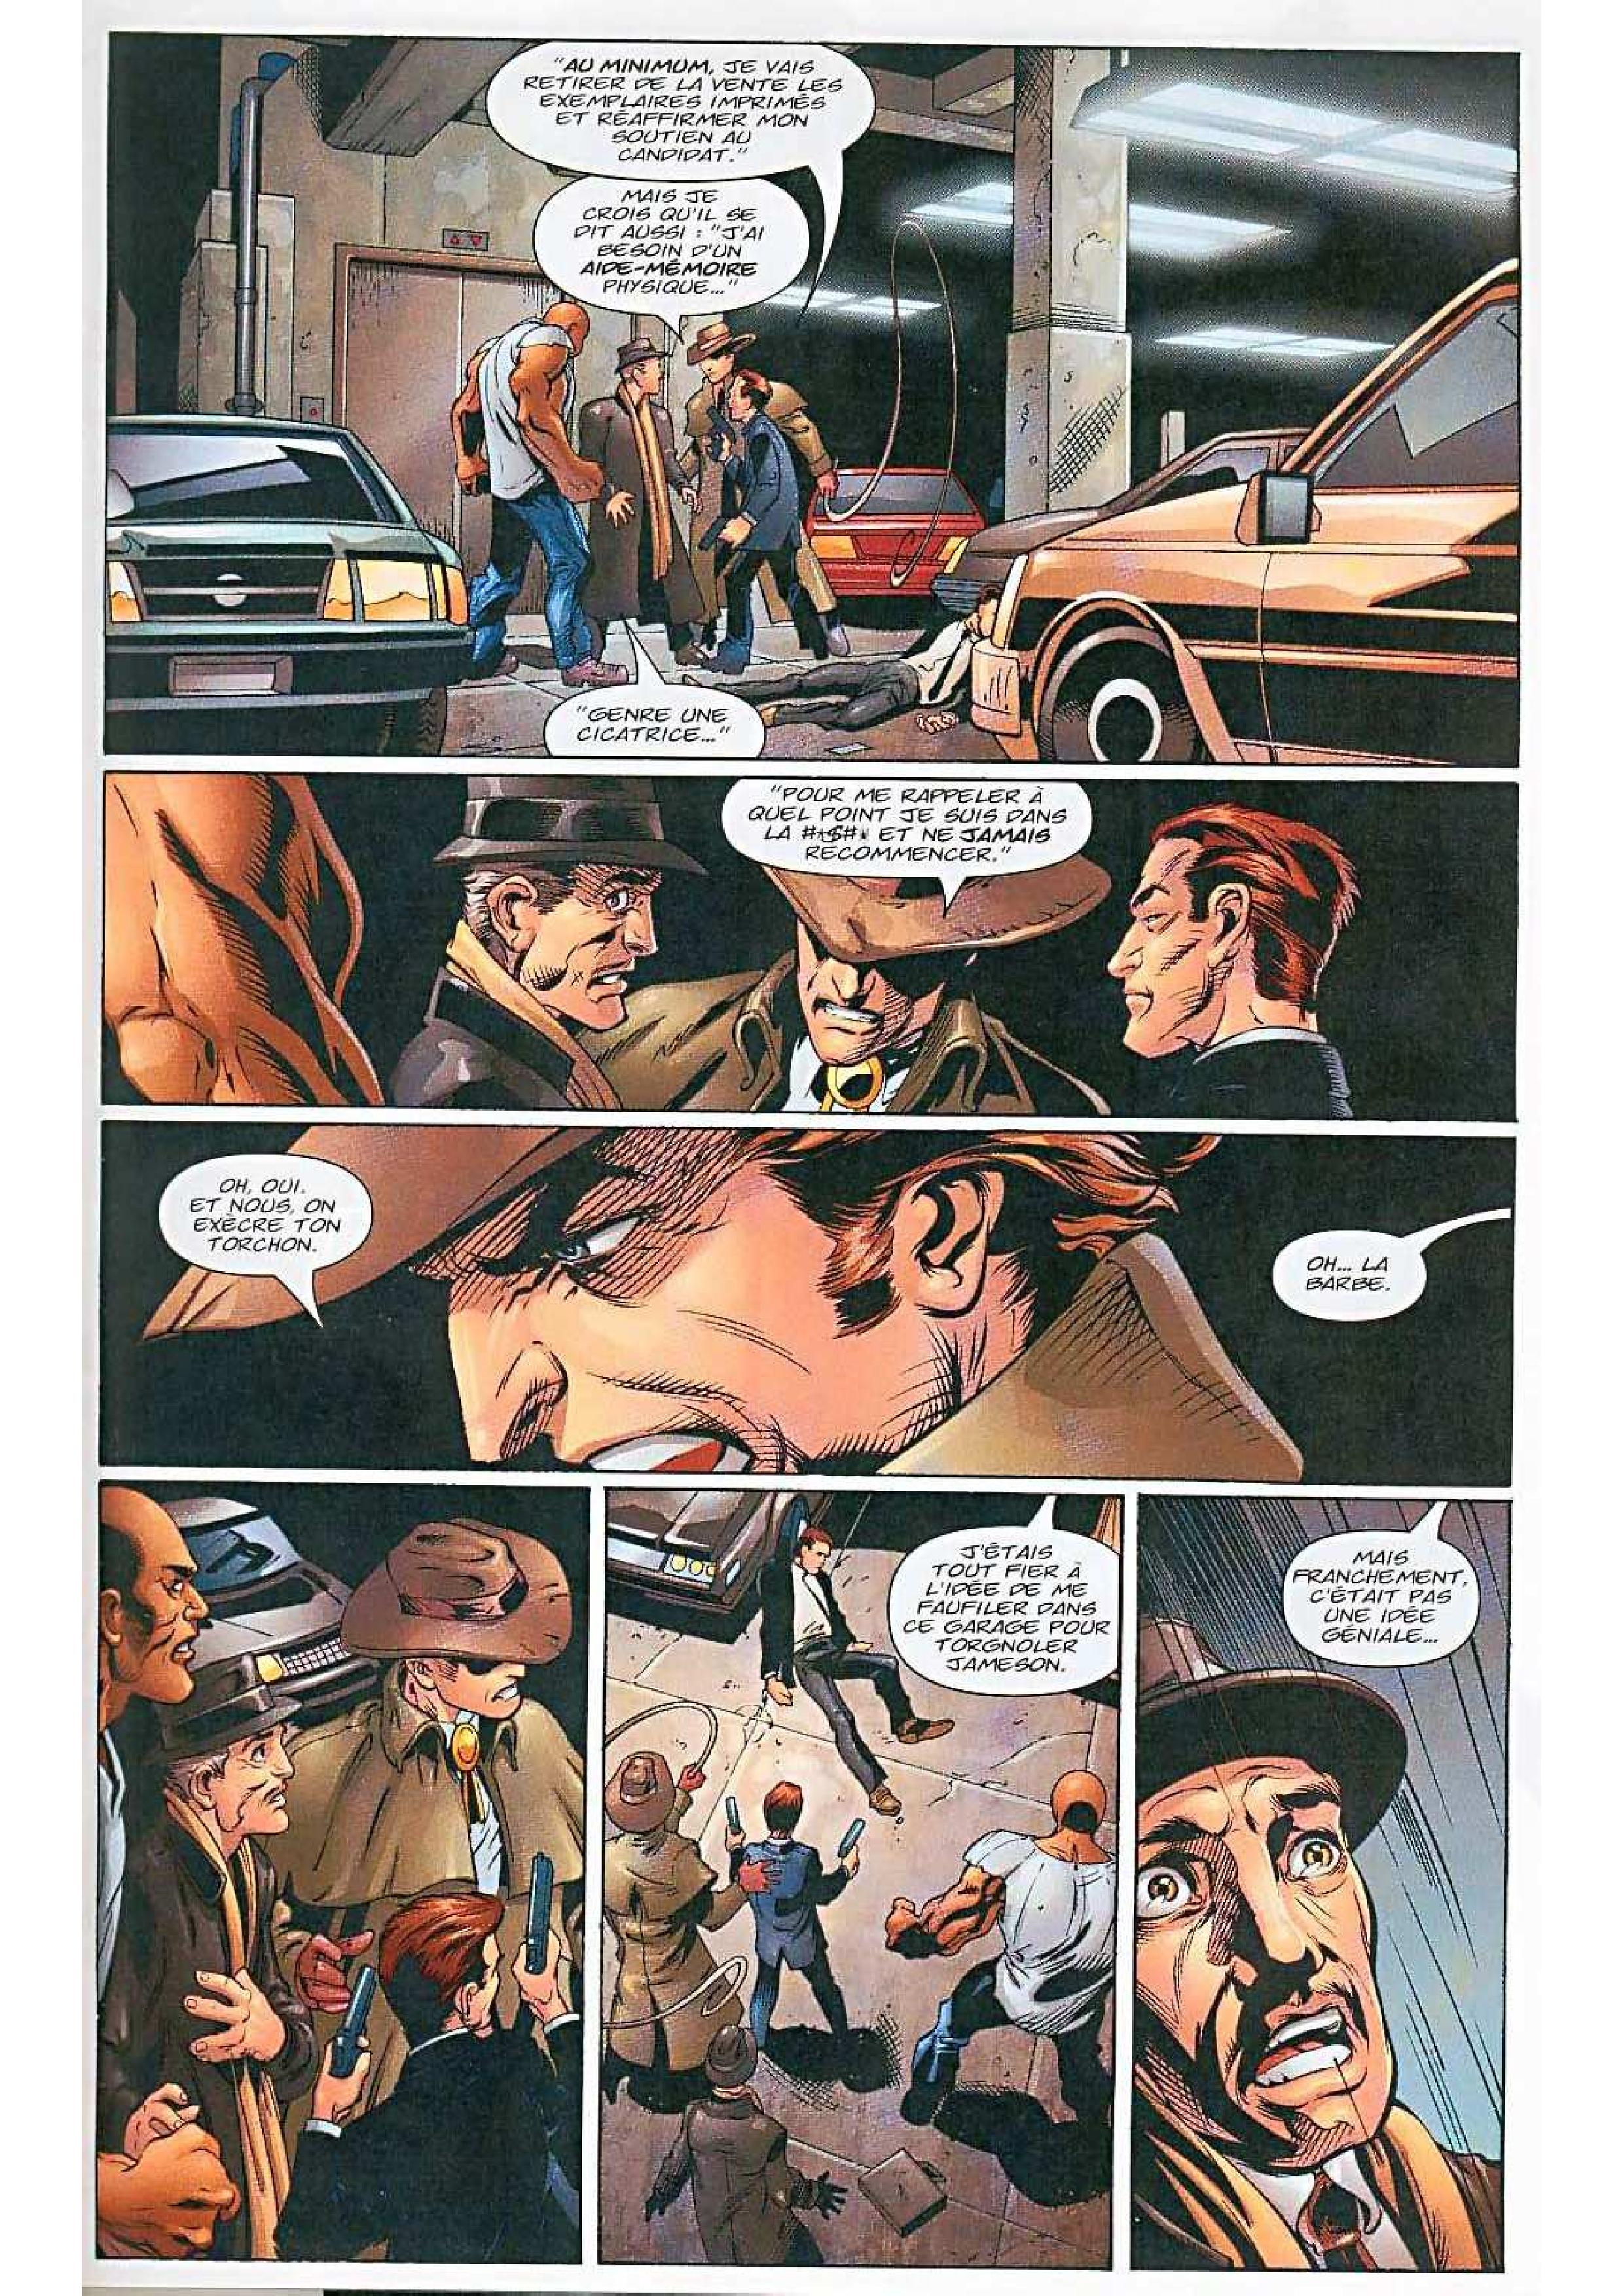 "AU MINIMUM, JE VAIS
RETIRER DE LA VENTE LES
EXEMPLAIRES IMPRIMÉS
ET RÉAFFIRMER MON
SOUTIEN AU
CANDIDAT."
MAIS JE
CROIS QU'IL SE
DIT AUSSI : "J'AI
BESOIN D'UN
AIDE-MÉMOIRE
PHYSIQUE..."
"GENRE UNE
CICATRICE..."
"POUR ME RAPPELER À
QUEL POINT JE SUIS DANS
LA #*$#* ET NE JAMAIS
RECOMMENCER."
OH, OUI.
ET NOUS, ON
EXÈCRE TON
TORCHON.
OH... LA
BARBE.
J'ÉTAIS
TOUT FIER À
L'IDÉE DE ME
FAUFILER DANS
CE GARAGE POUR
TORGNOLER
JAMESON.
MAIS
FRANCHEMENT,
C'ÉTAIT PAS
UNE IDÉE
GÉNIALE...